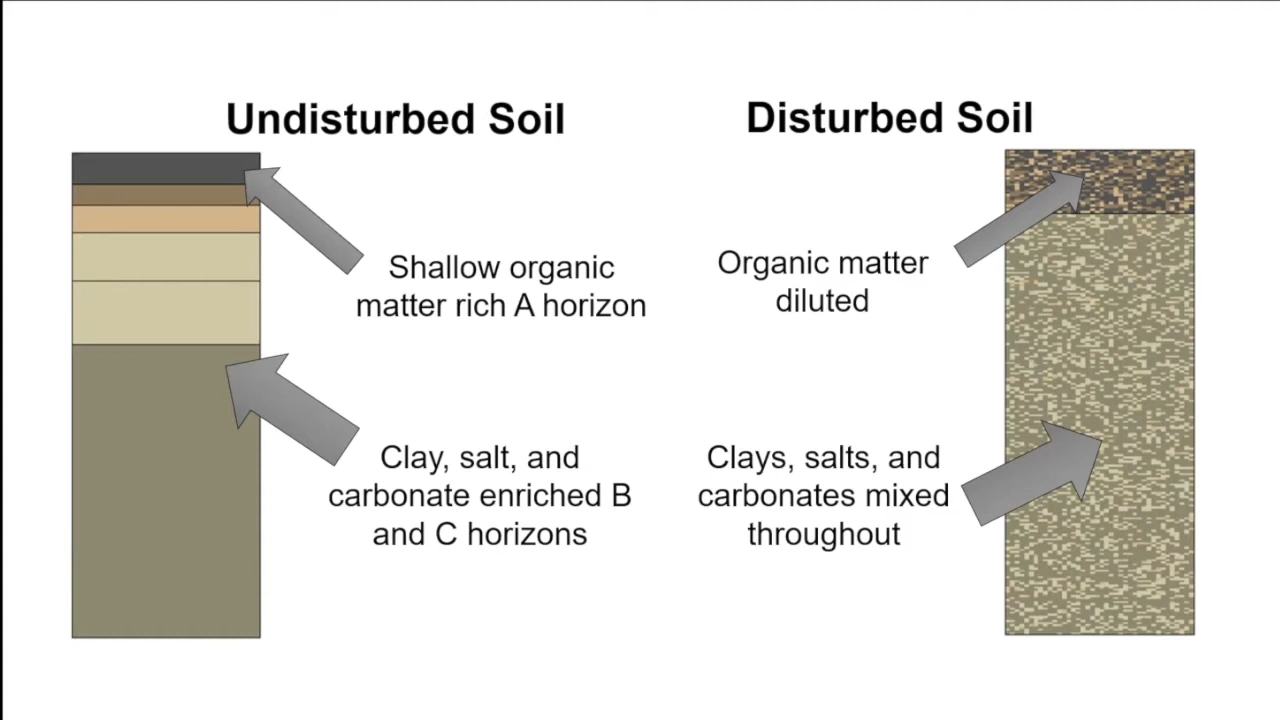 Undisturbed Soil
Disturbed Soil
Shallow organic
matter rich A horizon
Organic matter
diluted
Clay, salt, and
carbonate enriched B
and C horizons
Clays, salts, and
carbonates mixed
throughout